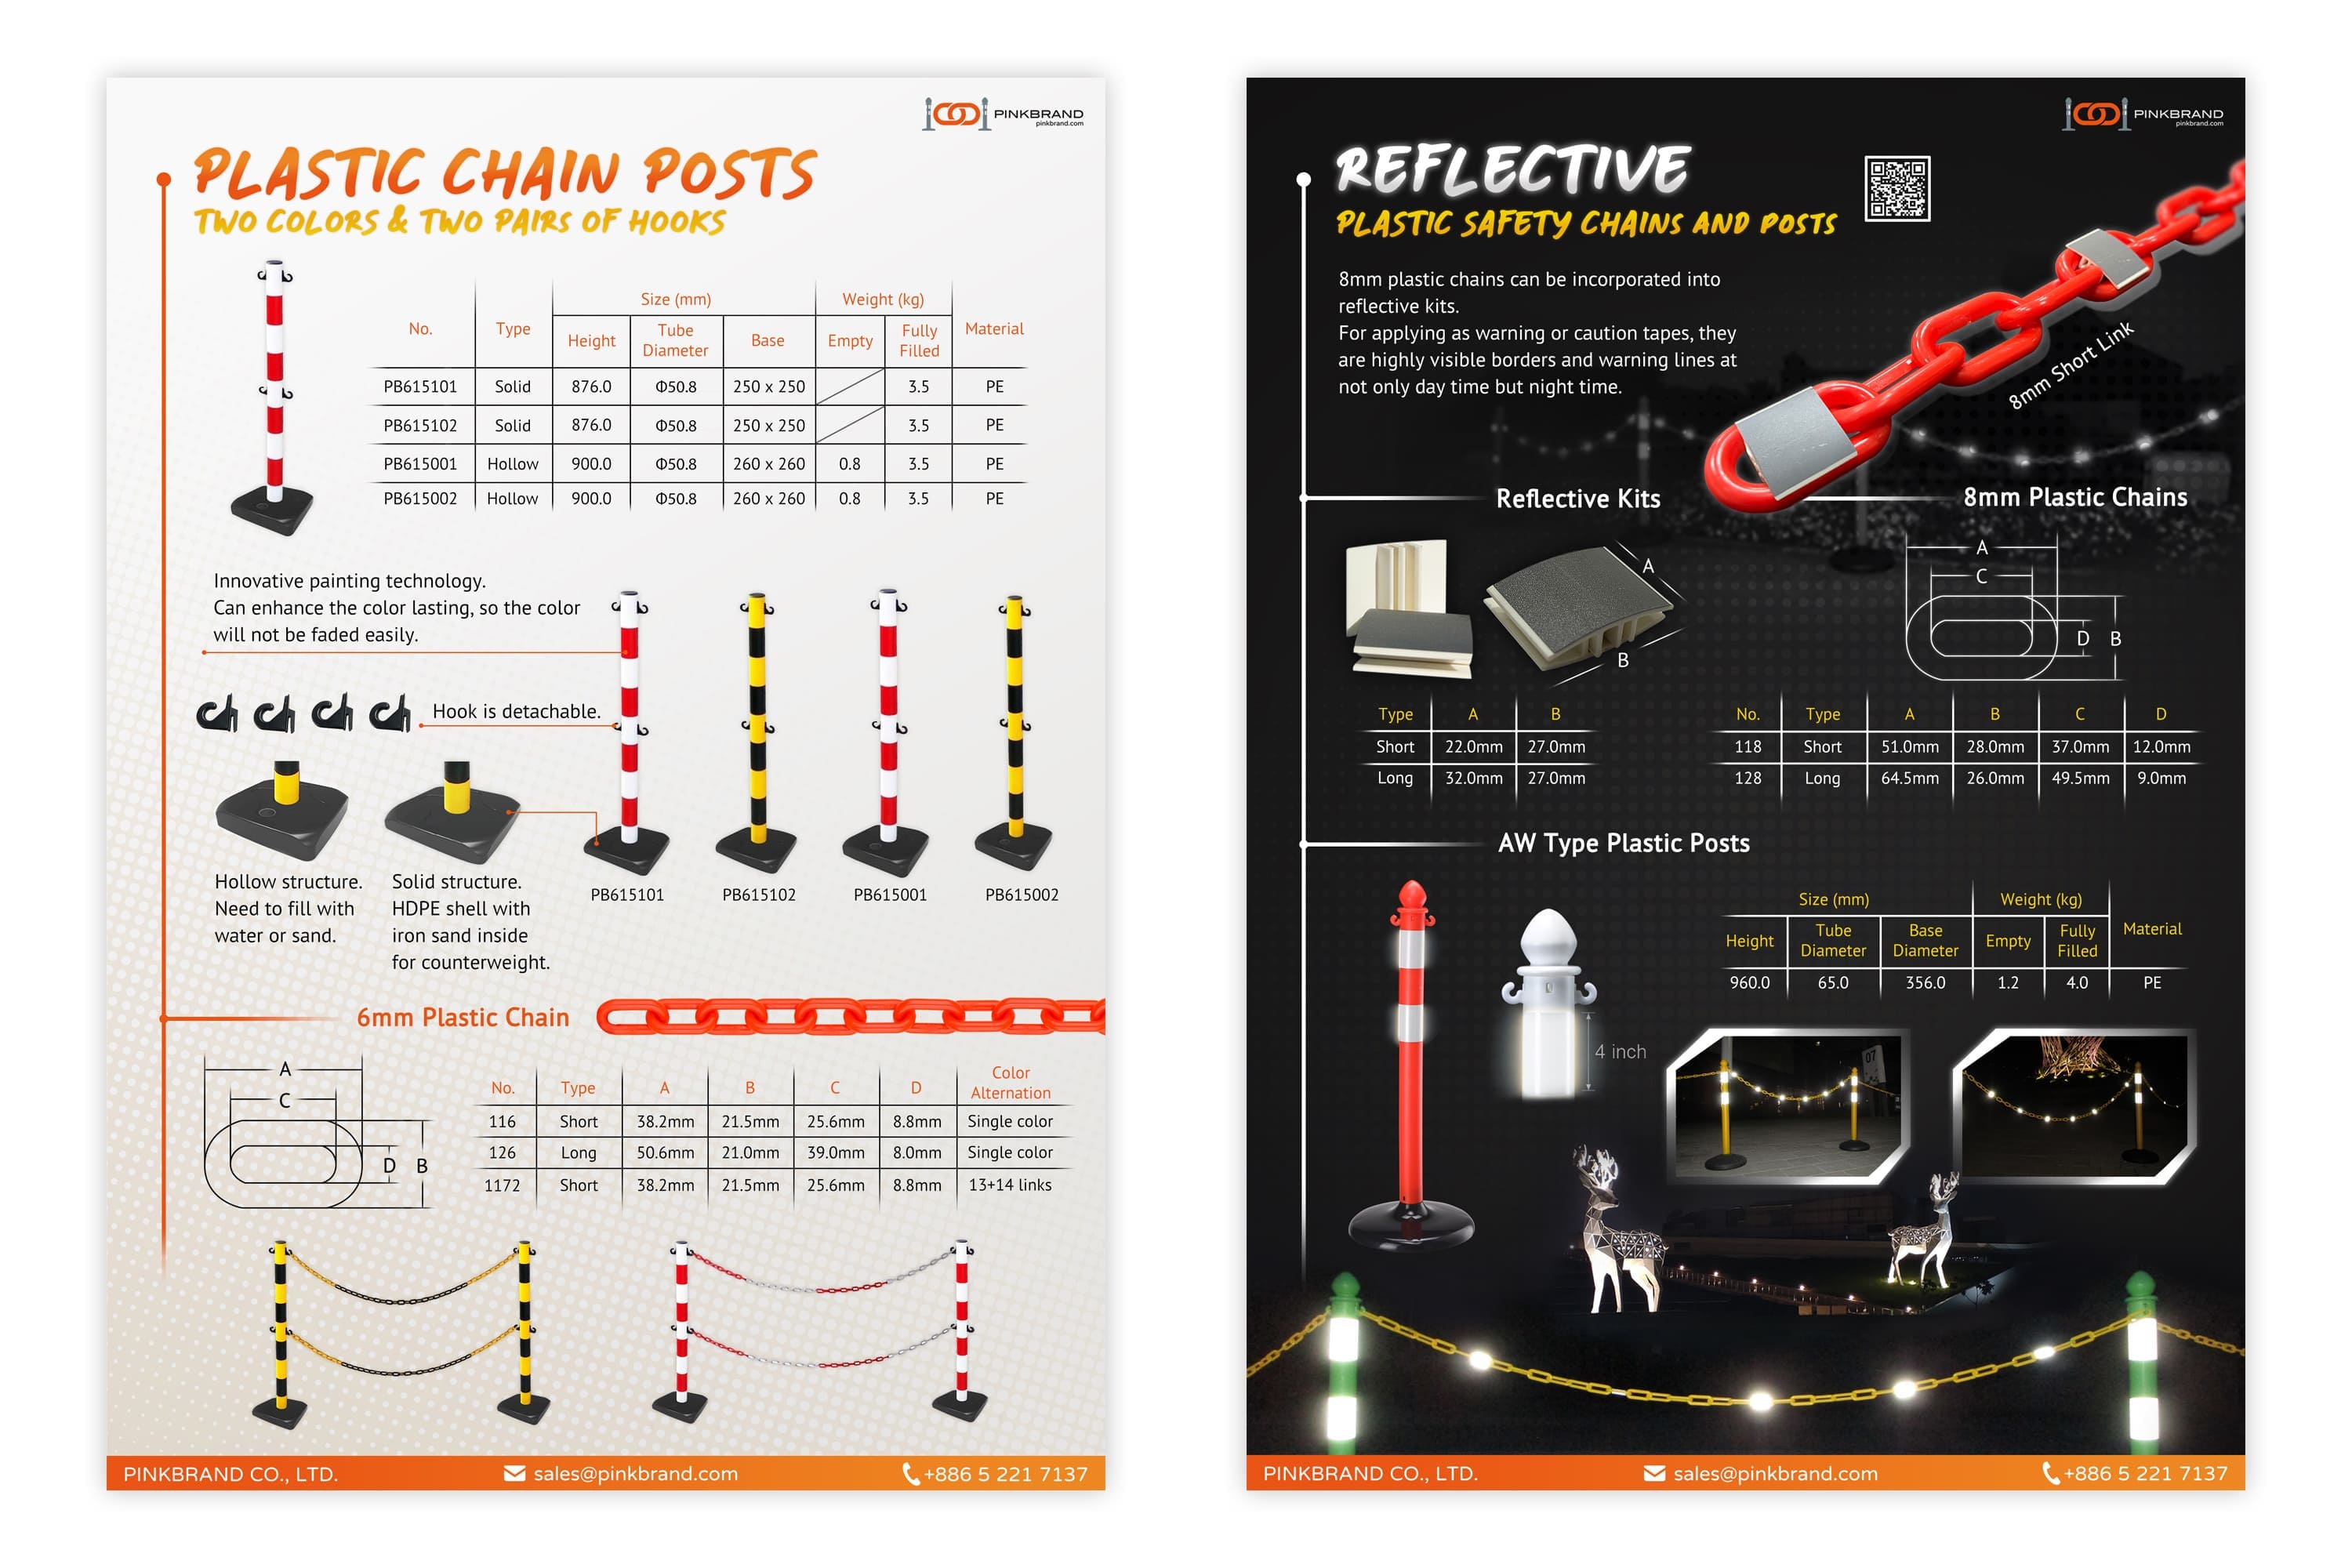 PINKBRAND
pinkbrand.com
PLASTIC CHAIN POSTS
TWO COLORS & TWO PAIRS OF HOOKS
No. Type Size (mm) Weight (kg) Material
Height Tube Diameter Base Empty Fully Filled
PB615101 Solid 876.0 Φ50.8 250 x 250 3.5 PE
PB615102 Solid 876.0 Φ50.8 250 x 250 3.5 PE
PB615001 Hollow 900.0 Φ50.8 260 x 260 0.8 3.5 PE
PB615002 Hollow 900.0 Φ50.8 260 x 260 0.8 3.5 PE
Innovative painting technology.
Can enhance the color lasting, so the color
will not be faded easily.
Hook is detachable.
Hollow structure.
Need to fill with
water or sand.
Solid structure.
HDPE shell with
iron sand inside
for counterweight.
PB615101 PB615102 PB615001 PB615002
6mm Plastic Chain
A
C
D B
No. Type A B C D Color Alternation
116 Short 38.2mm 21.5mm 25.6mm 8.8mm Single color
126 Long 50.6mm 21.0mm 39.0mm 8.0mm Single color
1172 Short 38.2mm 21.5mm 25.6mm 8.8mm 13+14 links
PINKBRAND CO., LTD. sales@pinkbrand.com +886 5 221 7137
PINKBRAND
pinkbrand.com
REFLECTIVE
PLASTIC SAFETY CHAINS AND POSTS
8mm plastic chains can be incorporated into
reflective kits.
For applying as warning or caution tapes, they
are highly visible borders and warning lines at
not only day time but night time.
8mm Short Link
Reflective Kits
A
B
Type A B
Short 22.0mm 27.0mm
Long 32.0mm 27.0mm
8mm Plastic Chains
A
C
D B
No. Type A B C D
118 Short 51.0mm 28.0mm 37.0mm 12.0mm
128 Long 64.5mm 26.0mm 49.5mm 9.0mm
AW Type Plastic Posts
4 inch
Size (mm) Weight (kg) Material
Height Tube Diameter Base Diameter Empty Fully Filled
960.0 65.0 356.0 1.2 4.0 PE
07
PINKBRAND CO., LTD. sales@pinkbrand.com +886 5 221 7137